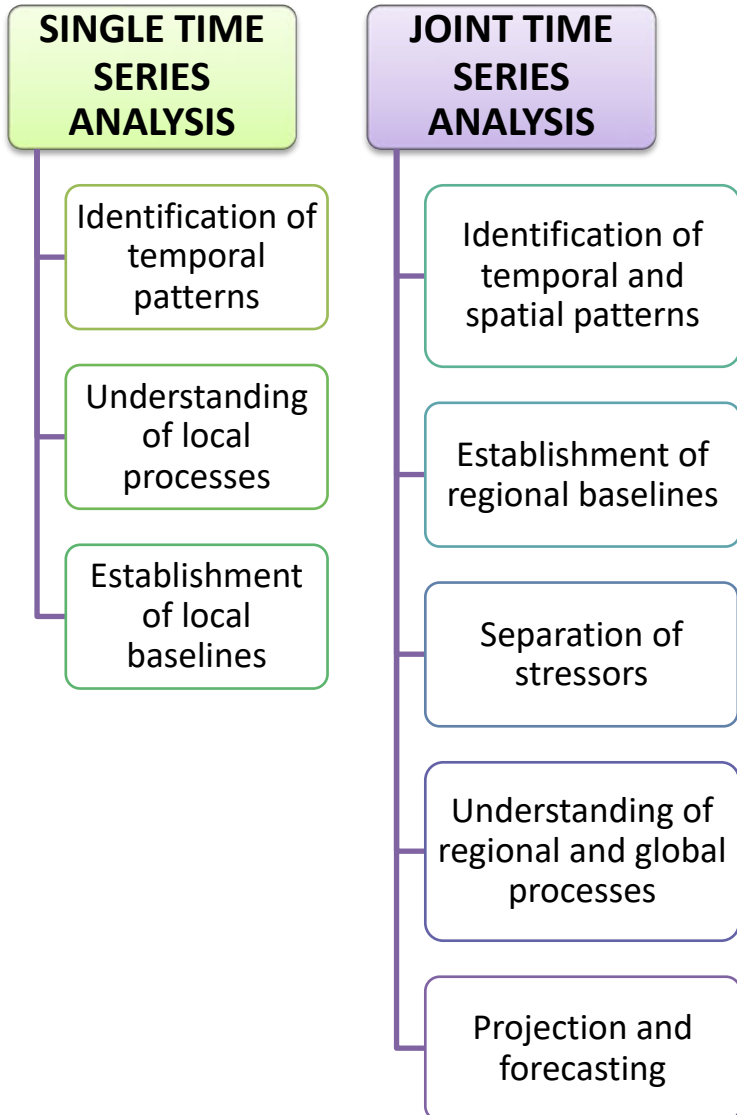 SINGLE TIME
SERIES
ANALYSIS
Identification of
temporal
patterns
Understanding
of local
processes
Establishment
of local
baselines
JOINT TIME
SERIES
ANALYSIS
Identification of
temporal and
spatial patterns
Establishment of
regional baselines
Separation of
stressors
Understanding of
regional and global
processes
Projection and
forecasting